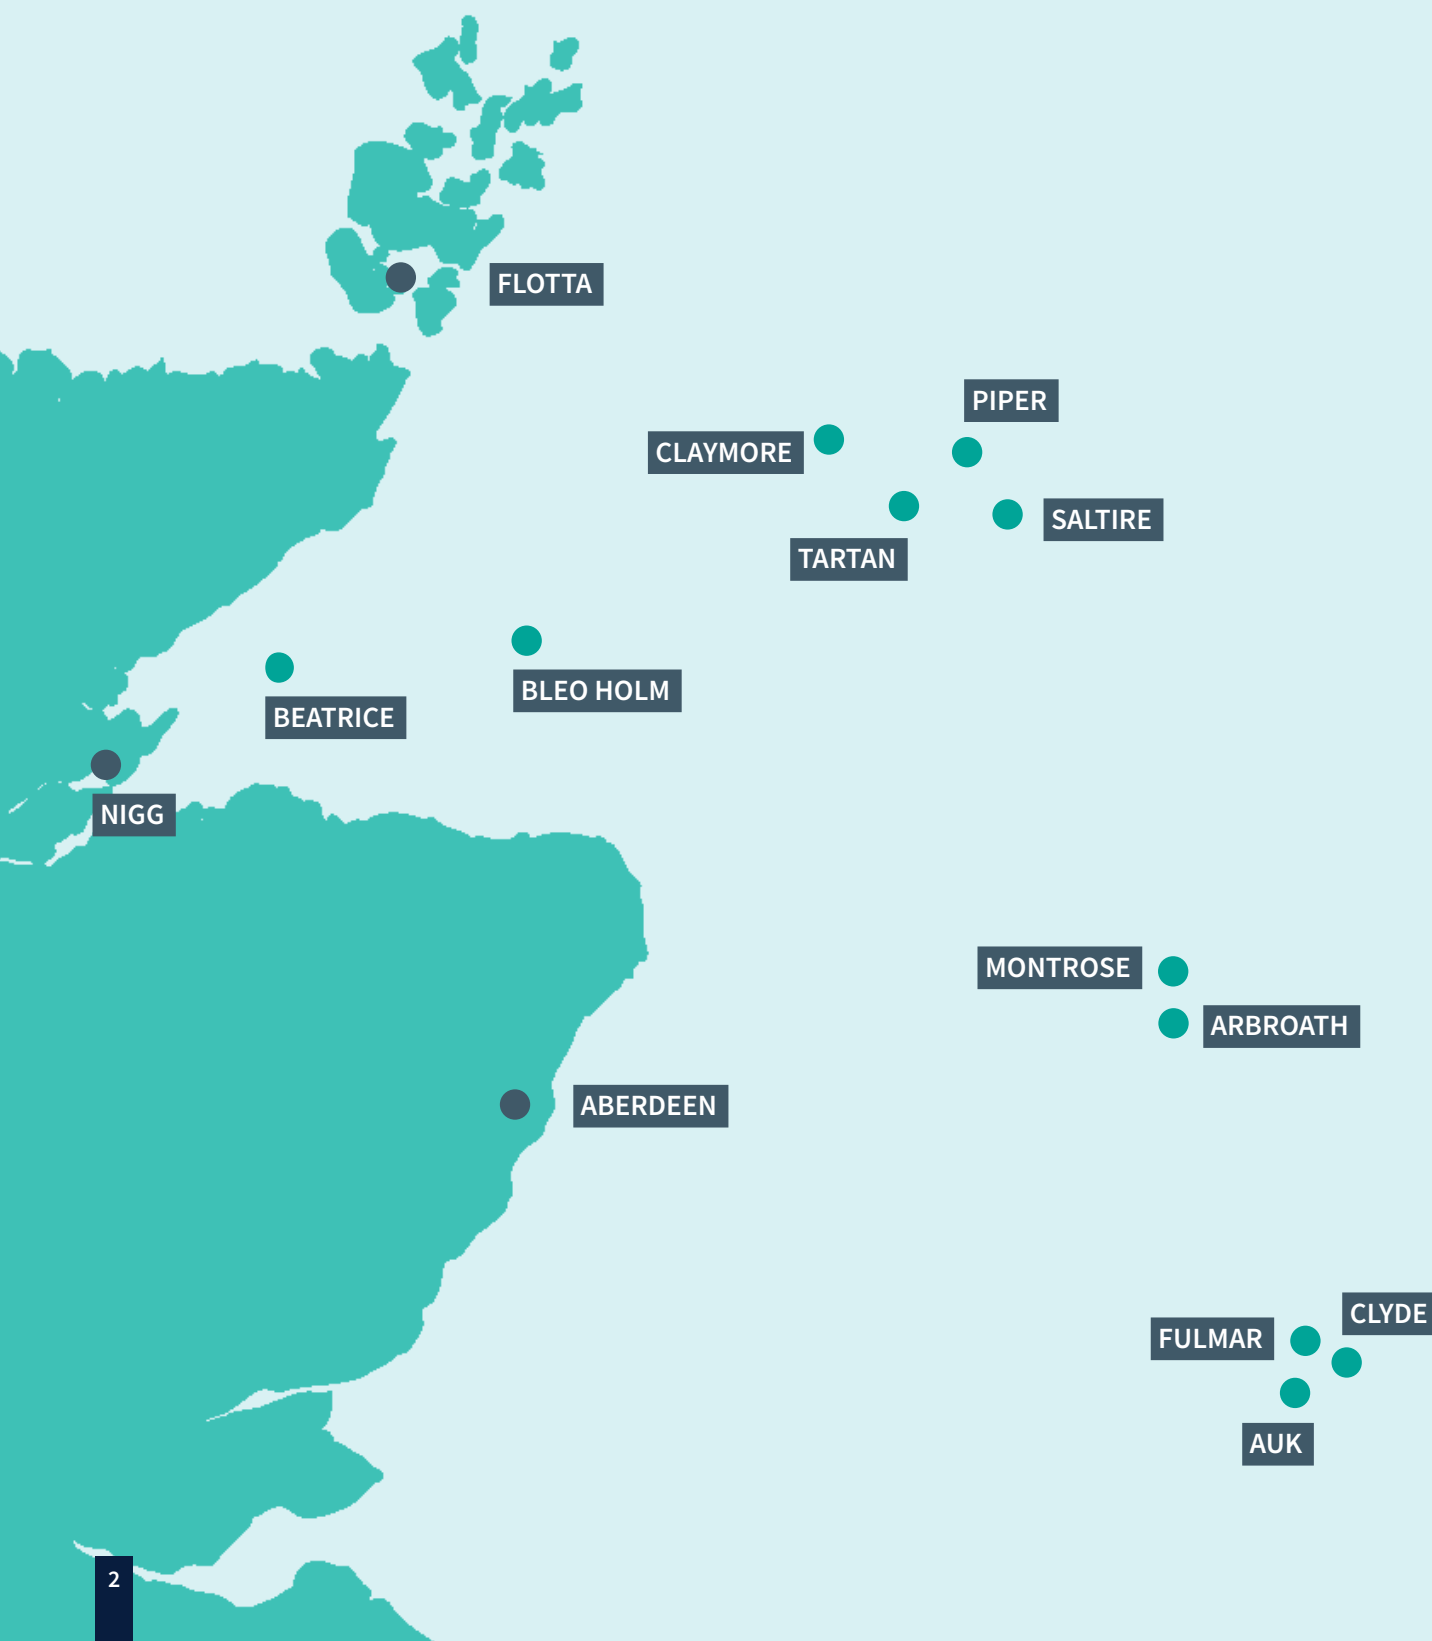 FLOTTA
PIPER
CLAYMORE
SALTIRE
TARTAN
BLEO HOLM
BEATRICE
NIGG
MONTROSE
ARBROATH
ABERDEEN
CLYDE
FULMAR
AUK
2